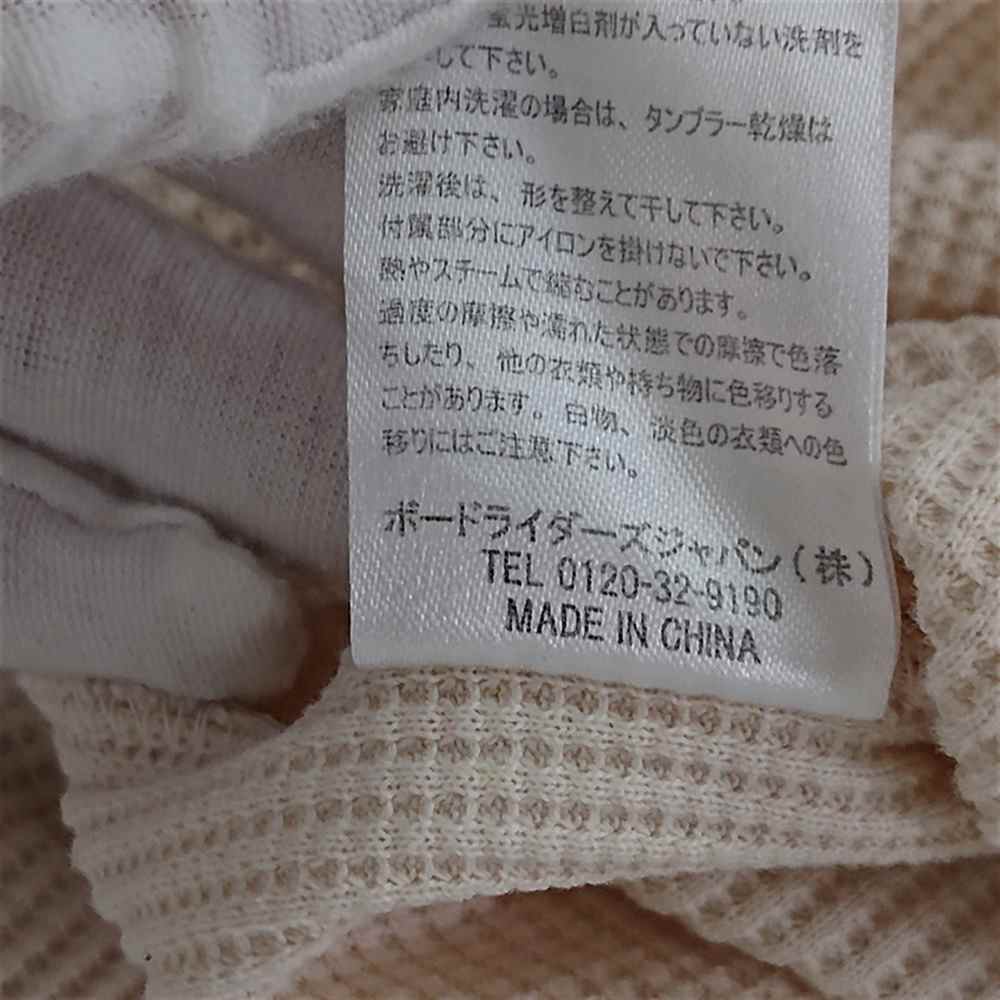 蛍光増白剤が入っていない洗剤を
して下さい。
家庭内洗濯の場合は、タンブラー乾燥は
お避け下さい。
洗濯後は、形を整えて干して下さい。
付属部分にアイロンを掛けないで下さい。
熱やスチームで縮むことがあります。
過度の摩擦や濡れた状態での摩擦で色落
ちしたり、他の衣類や持ち物に色移りする
ことがあります。白物、淡色の衣類への色
移りにはご注意下さい。
ボードライダーズジャパン(株)
TEL 0120-32-9190
MADE IN CHINA